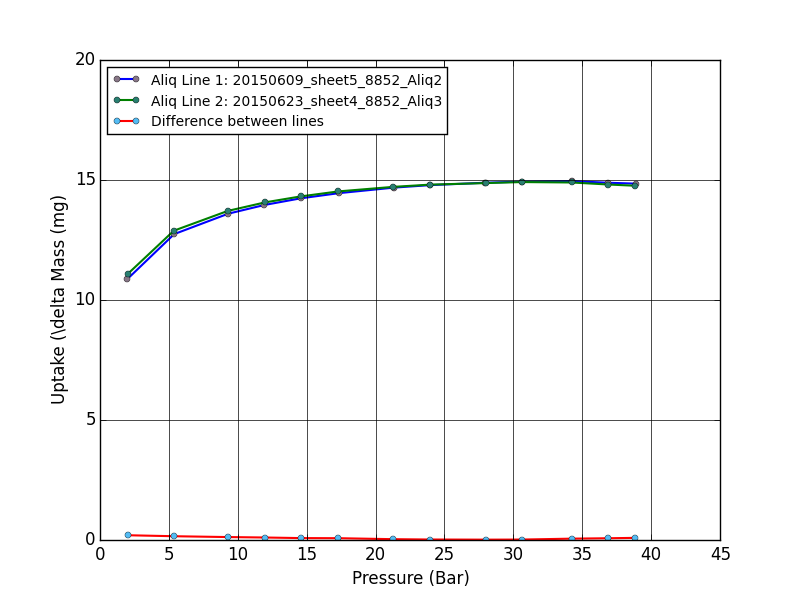 20
Aliq Line 1: 20150609_sheet5_8852_Aliq2
Aliq Line 2: 20150623_sheet4_8852_Aliq3
Difference between lines
15
10
5
0
Uptake (\delta Mass (mg)
0 5 10 15 20 25 30 35 40 45
Pressure (Bar)